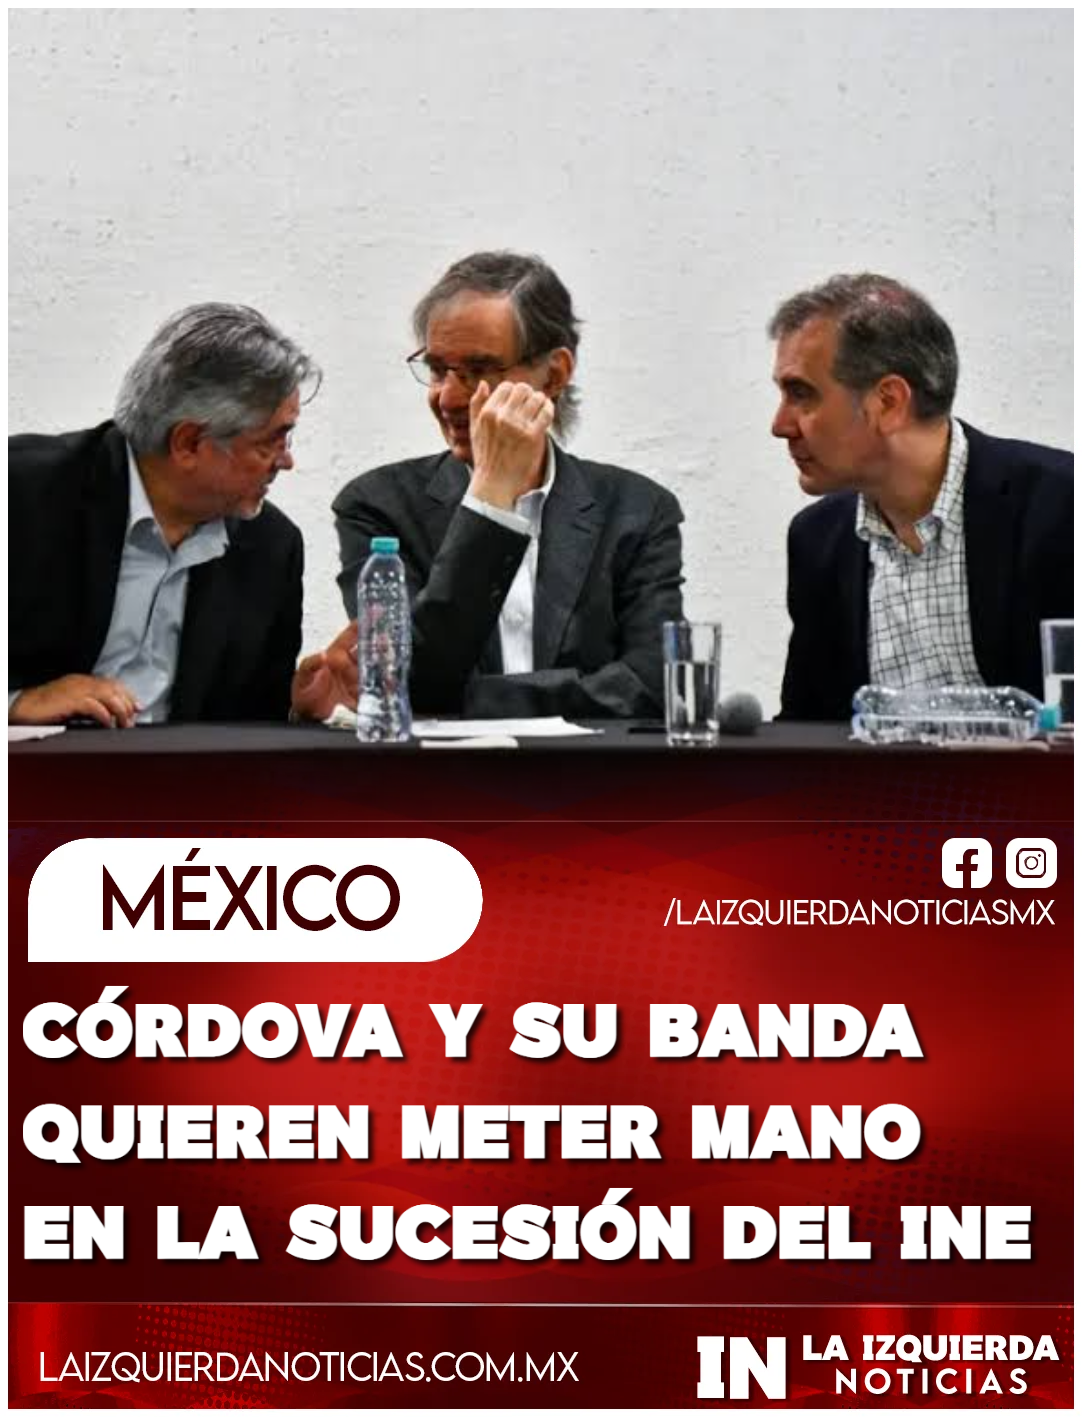 MÉXICO
/LAIZQUIERDANOTICIASMX
CÓRDOVA Y SU BANDA
QUIEREN METER MANO
EN LA SUCESIÓN DEL INE
LAIZQUIERDANOTICIAS.COM.MX
IN LA IZQUIERDA
NOTICIAS